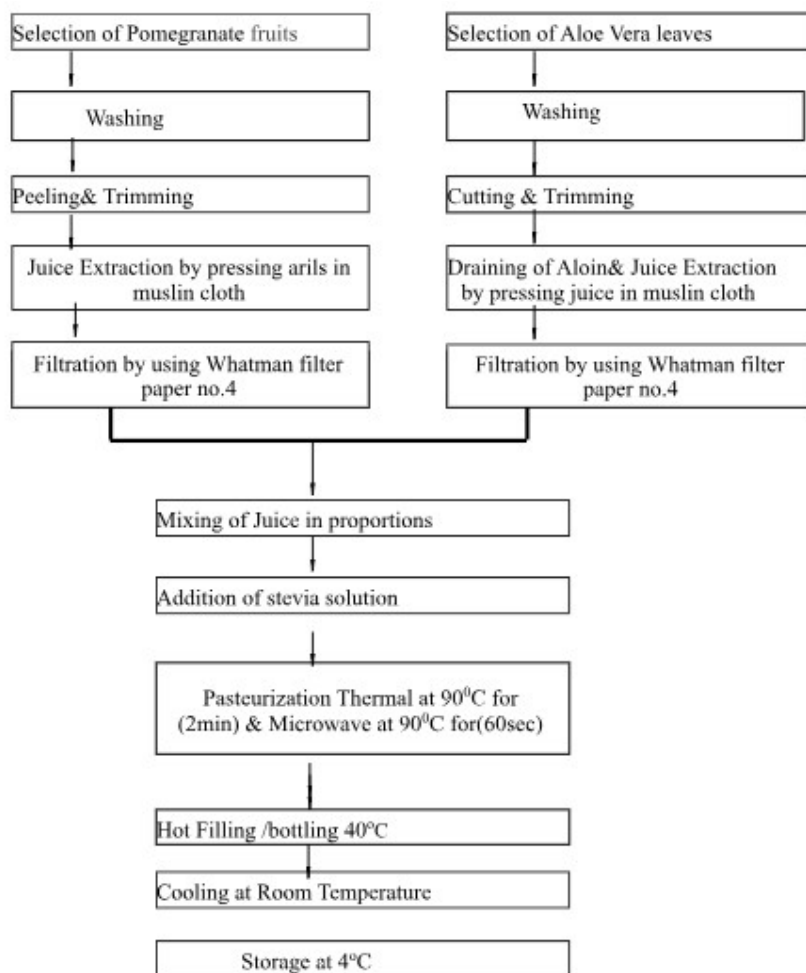 Selection of Pomegranate fruits
Washing
Peeling& Trimming
Juice Extraction by pressing arils in
muslin cloth
Filtration by using Whatman filter
paper no.4
Selection of Aloe Vera leaves
Washing
Cutting & Trimming
Draining of Aloin& Juice Extraction
by pressing juice in muslin cloth
Filtration by using Whatman filter
paper no.4
Mixing of Juice in proportions
Addition of stevia solution
Pasteurization Thermal at 90⁰C for
(2min) & Microwave at 90⁰C for(60sec)
Hot Filling /bottling 40ºC
Cooling at Room Temperature
Storage at 4ºC